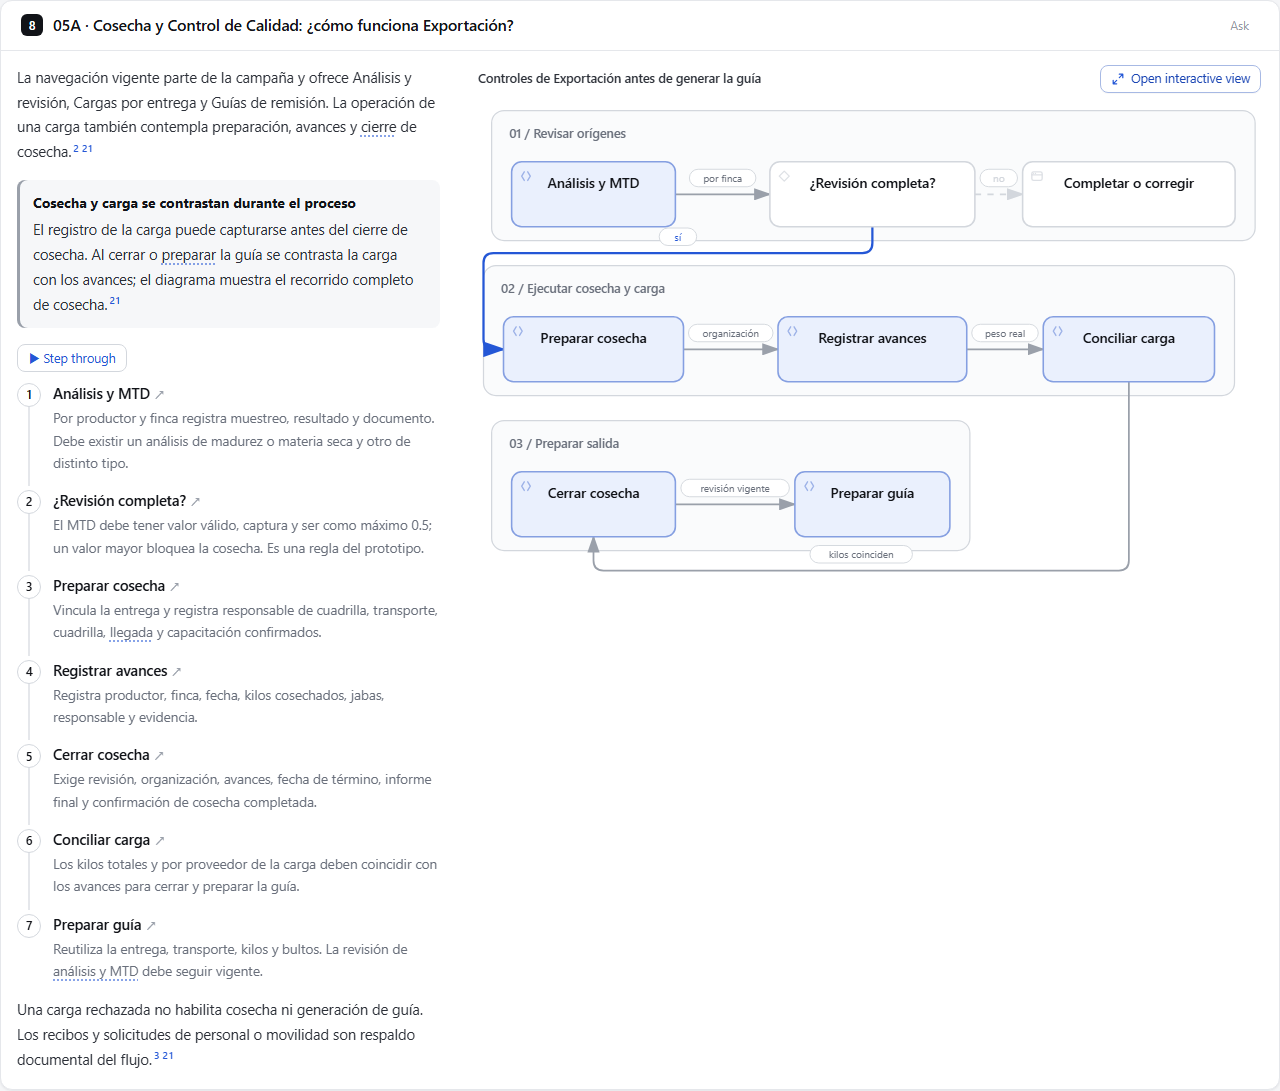 8 05A · Cosecha y Control de Calidad: ¿cómo funciona Exportación?
Ask
La navegación vigente parte de la campaña y ofrece Análisis y
revisión, Cargas por entrega y Guías de remisión. La operación de
una carga también contempla preparación, avances y cierre de
cosecha. 2 21
Cosecha y carga se contrastan durante el proceso
El registro de la carga puede capturarse antes del cierre de
cosecha. Al cerrar o preparar la guía se contrasta la carga
con los avances; el diagrama muestra el recorrido completo
de cosecha. 21
Step through
1 Análisis y MTD ↗
Por productor y finca registra muestreo, resultado y documento.
Debe existir un análisis de madurez o materia seca y otro de
distinto tipo.
2 ¿Revisión completa? ↗
El MTD debe tener valor válido, captura y ser como máximo 0.5;
un valor mayor bloquea la cosecha. Es una regla del prototipo.
3 Preparar cosecha ↗
Vincula la entrega y registra responsable de cuadrilla, transporte,
cuadrilla, llegada y capacitación confirmados.
4 Registrar avances ↗
Registra productor, finca, fecha, kilos cosechados, jabas,
responsable y evidencia.
5 Cerrar cosecha ↗
Exige revisión, organización, avances, fecha de término, informe
final y confirmación de cosecha completada.
6 Conciliar carga ↗
Los kilos totales y por proveedor de la carga deben coincidir con
los avances para cerrar y preparar la guía.
7 Preparar guía ↗
Reutiliza la entrega, transporte, kilos y bultos. La revisión de
análisis y MTD debe seguir vigente.
Una carga rechazada no habilita cosecha ni generación de guía.
Los recibos y solicitudes de personal o movilidad son respaldo
documental del flujo. 3 21
Controles de Exportación antes de generar la guía
Open interactive view
01 / Revisar orígenes
Análisis y MTD
por finca
¿Revisión completa?
no
Completar o corregir
sí
02 / Ejecutar cosecha y carga
Preparar cosecha
organización
Registrar avances
peso real
Conciliar carga
03 / Preparar salida
Cerrar cosecha
revisión vigente
Preparar guía
kilos coinciden